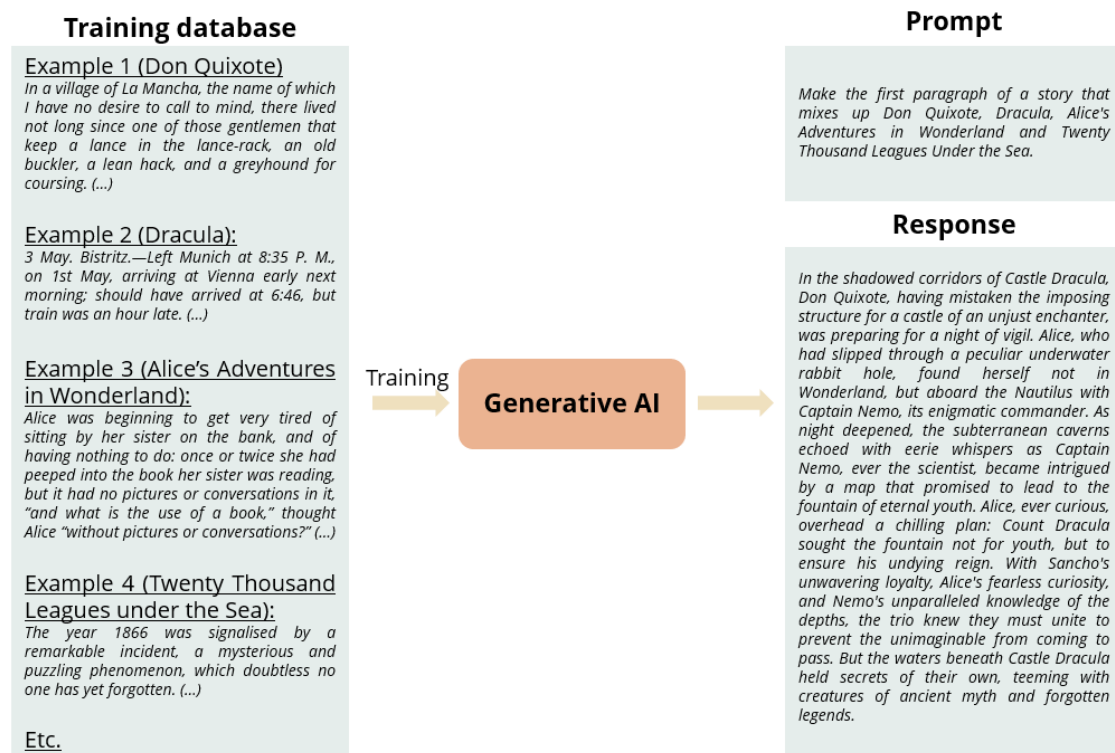 Training database
Example 1 (Don Quixote)
In a village of La Mancha, the name of which
I have no desire to call to mind, there lived
not long since one of those gentlemen that
keep a lance in the lance-rack, an old
buckler, a lean hack, and a greyhound for
coursing. (...)
Example 2 (Dracula):
3 May. Bistritz.—Left Munich at 8:35 P. M.,
on 1st May, arriving at Vienna early next
morning; should have arrived at 6:46, but
train was an hour late. (...)
Example 3 (Alice’s Adventures
in Wonderland):
Alice was beginning to get very tired of
sitting by her sister on the bank, and of
having nothing to do: once or twice she had
peeped into the book her sister was reading,
but it had no pictures or conversations in it,
“and what is the use of a book,” thought
Alice “without pictures or conversations?” (...)
Example 4 (Twenty Thousand
Leagues under the Sea):
The year 1866 was signalised by a
remarkable incident, a mysterious and
puzzling phenomenon, which doubtless no
one has yet forgotten. (...)
Etc.
Training
Generative AI
Prompt
Make the first paragraph of a story that
mixes up Don Quixote, Dracula, Alice's
Adventures in Wonderland and Twenty
Thousand Leagues Under the Sea.
Response
In the shadowed corridors of Castle Dracula,
Don Quixote, having mistaken the imposing
structure for a castle of an unjust enchanter,
was preparing for a night of vigil. Alice, who
had slipped through a peculiar underwater
rabbit hole, found herself not in
Wonderland, but aboard the Nautilus with
Captain Nemo, its enigmatic commander. As
night deepened, the subterranean caverns
echoed with eerie whispers as Captain
Nemo, ever the scientist, became intrigued
by a map that promised to lead to the
fountain of eternal youth. Alice, ever curious,
overhead a chilling plan: Count Dracula
sought the fountain not for youth, but to
ensure his undying reign. With Sancho's
unwavering loyalty, Alice's fearless curiosity,
and Nemo's unparalleled knowledge of the
depths, the trio knew they must unite to
prevent the unimaginable from coming to
pass. But the waters beneath Castle Dracula
held secrets of their own, teeming with
creatures of ancient myth and forgotten
legends.